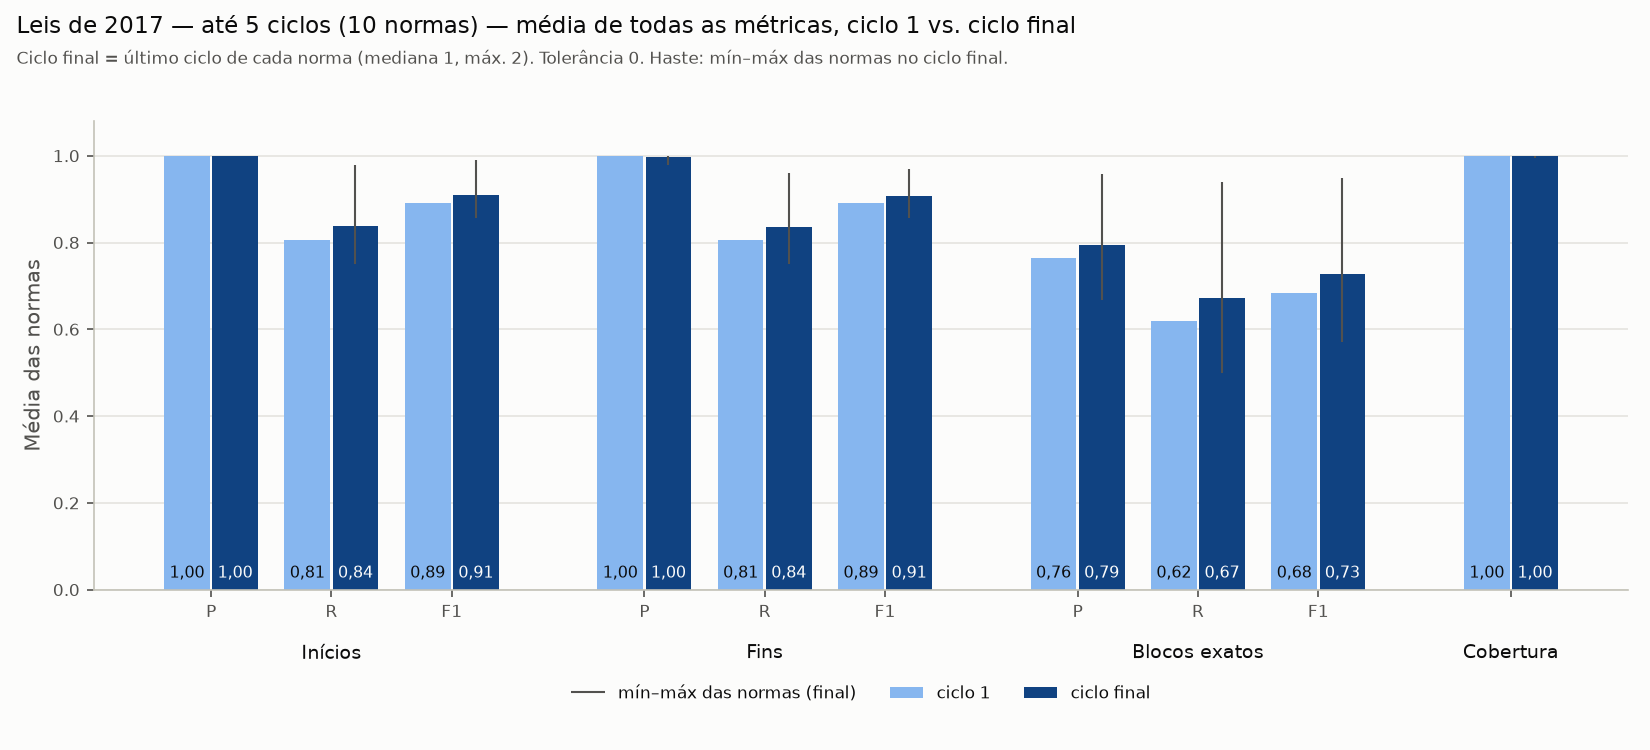 Leis de 2017 — até 5 ciclos (10 normas) — média de todas as métricas, ciclo 1 vs. ciclo final
Ciclo final = último ciclo de cada norma (mediana 1, máx. 2). Tolerância 0. Haste: mín–máx das normas no ciclo final.
Média das normas
1.0
0.8
0.6
0.4
0.2
0.0
1,00 1,00 0,81 0,84 0,89 0,91 1,00 1,00 0,81 0,84 0,89 0,91 0,76 0,79 0,62 0,67 0,68 0,73 1,00 1,00
P R F1 P R F1 P R F1
Inícios Fins Blocos exatos Cobertura
mín–máx das normas (final) ciclo 1 ciclo final